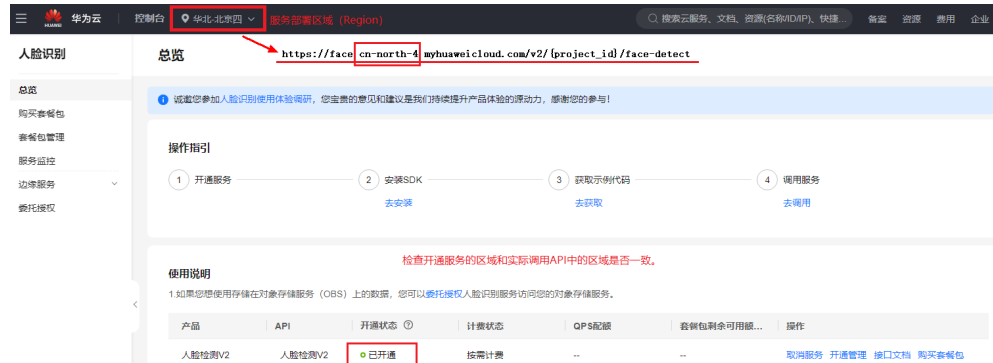 HUAWEI 华为云 控制台 华北-北京四 服务部署区域（Region） 搜索云服务、文档、资源(名称/ID/IP)、快捷... 备案 资源 费用 企业
人脸识别
总览
https://face.cn-north-4.myhuaweicloud.com/v2/{project_id}/face-detect
总览
购买套餐包
套餐包管理
服务监控
边缘服务
委托授权
诚邀您参加人脸识别使用体验调研，您宝贵的意见和建议是我们持续提升产品体验的源动力，感谢您的参与！
操作指引
1 开通服务
2 安装SDK
去安装
3 获取示例代码
去获取
4 调用服务
去调用
检查开通服务的区域和实际调用API中的区域是否一致。
使用说明
1.如果您想使用存储在对象存储服务（OBS）上的数据，您可以委托授权人脸识别服务访问您的对象存储服务。
产品 API 开通状态 计费状态 QPS配额 套餐包剩余可用额... 操作
人脸检测V2 人脸检测V2 已开通 按需计费 -- -- 取消服务 开通管理 接口文档 购买套餐包